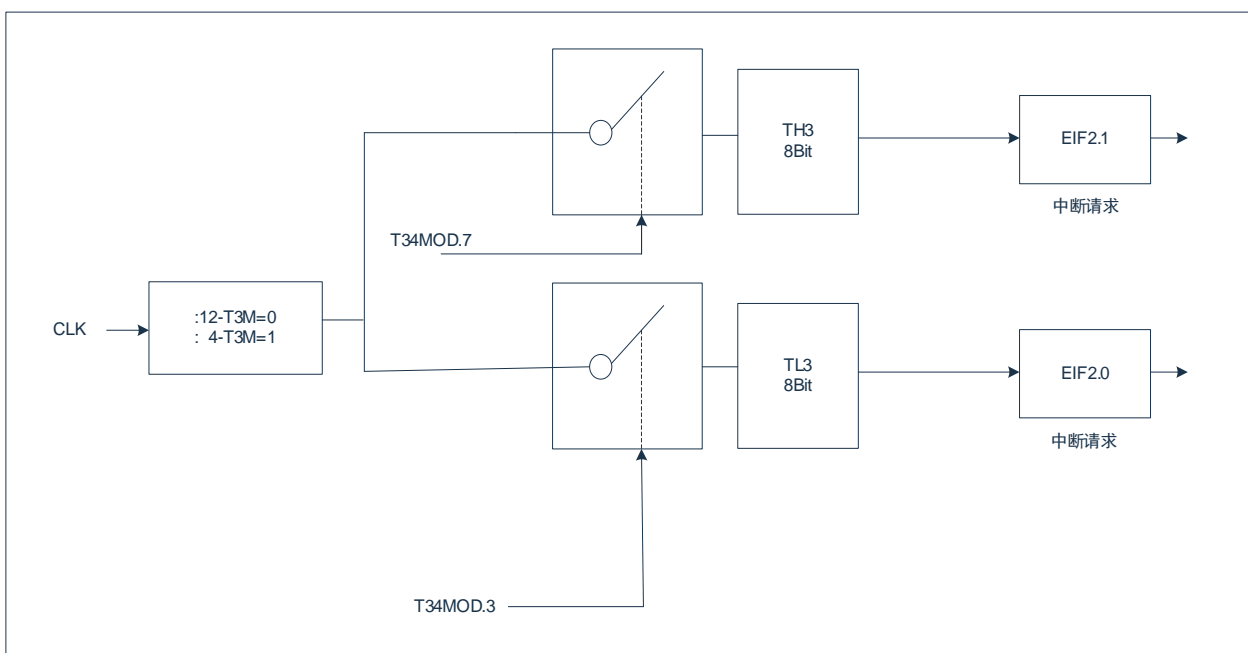 TH3
8Bit
EIF2.1
中断请求
T34MOD.7
CLK
:12-T3M=0
: 4-T3M=1
TL3
8Bit
EIF2.0
中断请求
T34MOD.3